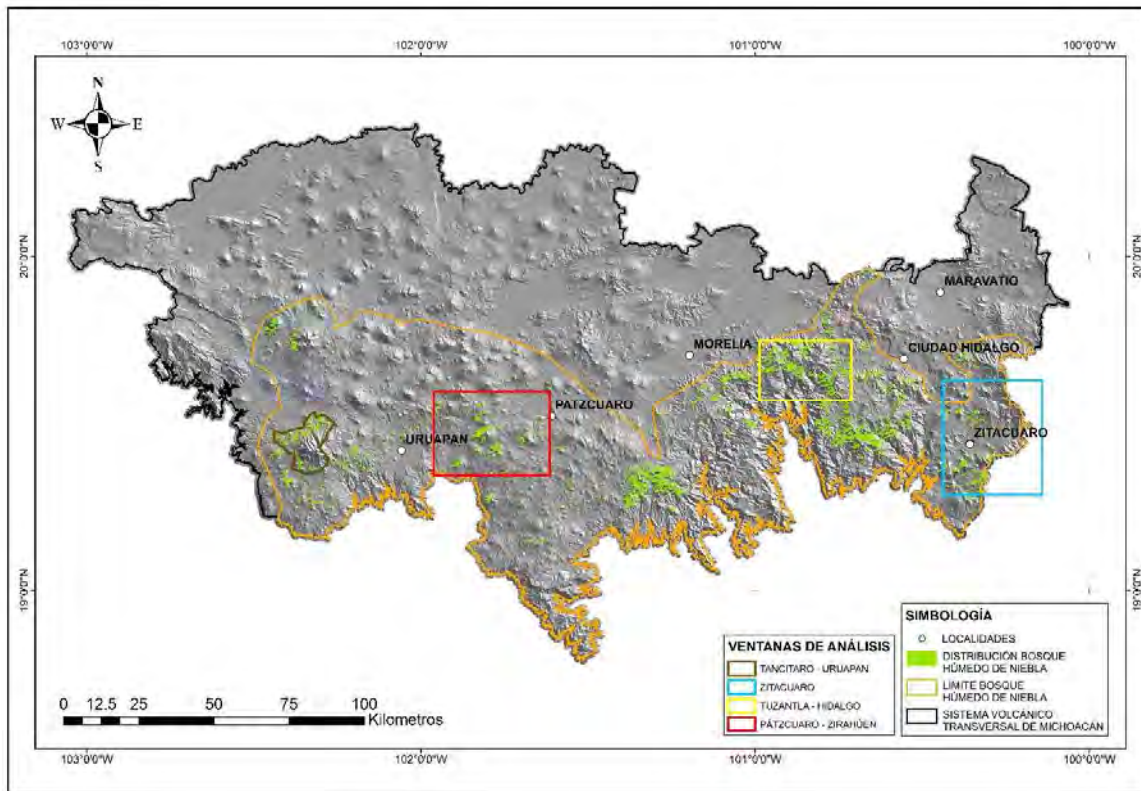 103°0'0"W 102°0'0"W 101°0'0"W 100°0'0"W
N
W E
S
20°0'0"N 20°0'0"N
MARAVATIO
MORELIA
CIUDAD HIDALGO
PATZCUARO
URUAPAN
ZITACUARO
19°0'0"N 19°0'0"N
VENTANAS DE ANÁLISIS
TANCITARO - URUAPAN
ZITACUARO
TUZANTLA - HIDALGO
PÁTZCUARO - ZIRAHÚEN
SIMBOLOGÍA
LOCALIDADES
DISTRIBUCIÓN BOSQUE
HÚMEDO DE NIEBLA
LÍMITE BOSQUE
HÚMEDO DE NIEBLA
SISTEMA VOLCÁNICO
TRANSVERSAL DE MICHOACÁN
0 12.5 25 50 75 100
Kilometros
103°0'0"W 102°0'0"W 101°0'0"W 100°0'0"W